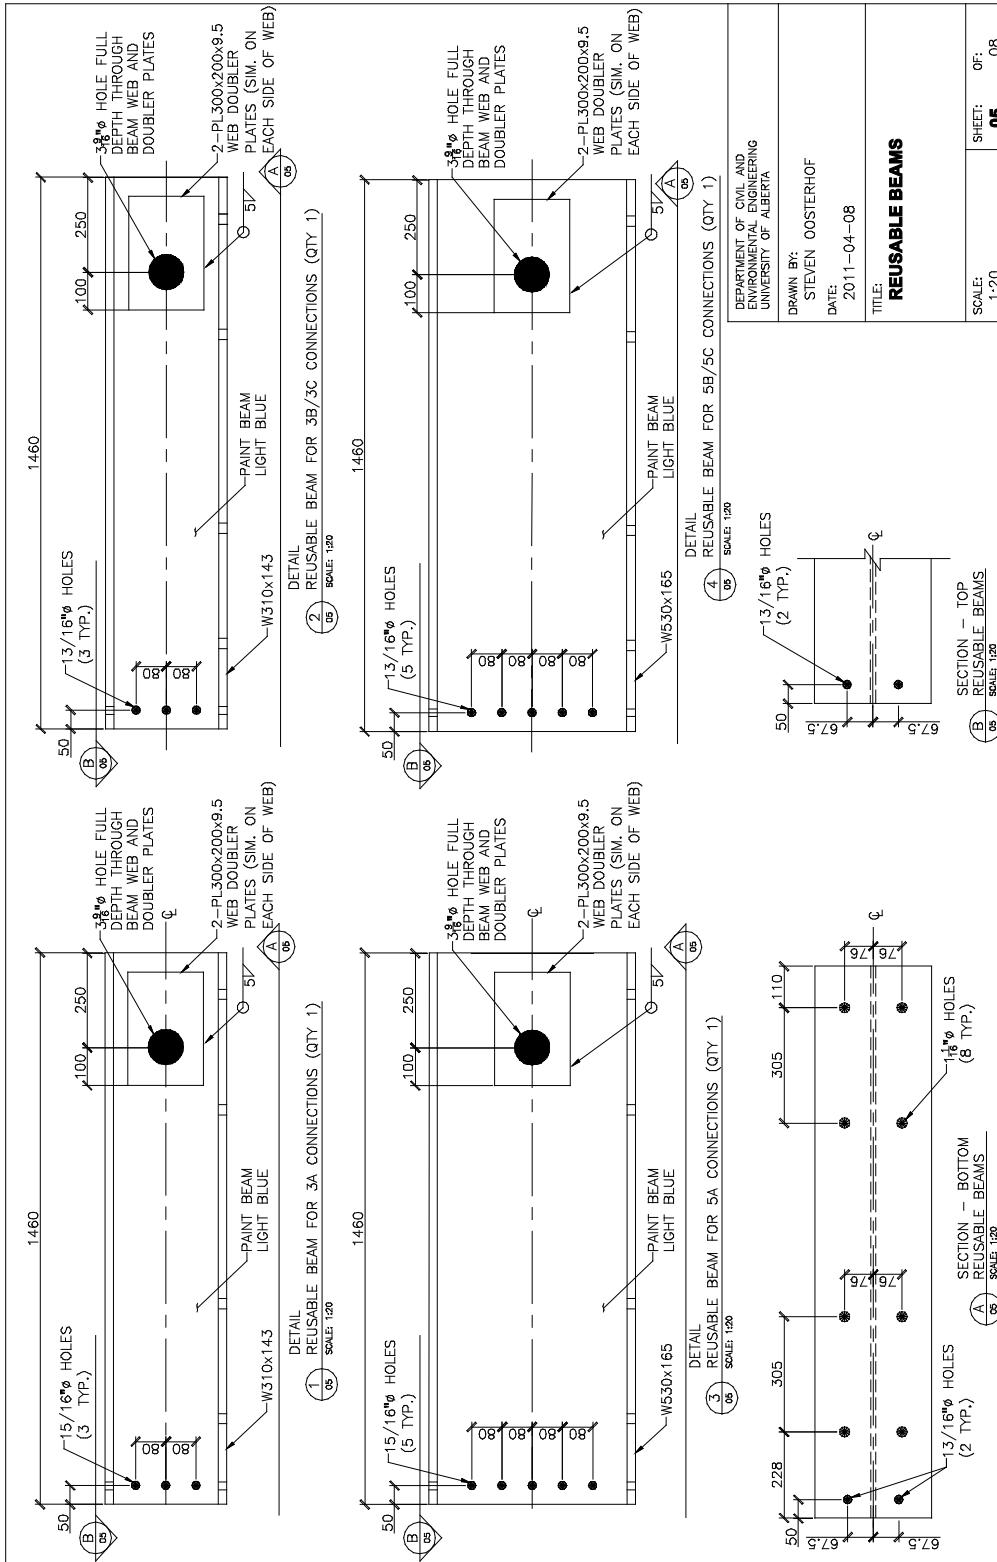 1460
50
100
250
15/16"ø HOLES
(3 TYP.)
80
80
3 9/16"ø HOLE FULL
DEPTH THROUGH
BEAM WEB AND
DOUBLER PLATES
2-PL300x200x9.5
WEB DOUBLER
PLATES (SIM. ON
EACH SIDE OF WEB)
5
B
05
A
05
PAINT BEAM
LIGHT BLUE
W310x143
1
05
DETAIL
REUSABLE BEAM FOR 3A CONNECTIONS (QTY 1)
SCALE: 1:20
1460
50
100
250
13/16"ø HOLES
(3 TYP.)
80
80
3 9/16"ø HOLE FULL
DEPTH THROUGH
BEAM WEB AND
DOUBLER PLATES
2-PL300x200x9.5
WEB DOUBLER
PLATES (SIM. ON
EACH SIDE OF WEB)
5
B
05
A
05
PAINT BEAM
LIGHT BLUE
W310x143
2
05
DETAIL
REUSABLE BEAM FOR 3B/3C CONNECTIONS (QTY 1)
SCALE: 1:20
1460
50
100
250
15/16"ø HOLES
(5 TYP.)
80
80
80
80
3 9/16"ø HOLE FULL
DEPTH THROUGH
BEAM WEB AND
DOUBLER PLATES
2-PL300x200x9.5
WEB DOUBLER
PLATES (SIM. ON
EACH SIDE OF WEB)
5
B
05
A
05
PAINT BEAM
LIGHT BLUE
W530x165
3
05
DETAIL
REUSABLE BEAM FOR 5A CONNECTIONS (QTY 1)
SCALE: 1:20
1460
50
100
250
13/16"ø HOLES
(5 TYP.)
80
80
80
80
3 9/16"ø HOLE FULL
DEPTH THROUGH
BEAM WEB AND
DOUBLER PLATES
2-PL300x200x9.5
WEB DOUBLER
PLATES (SIM. ON
EACH SIDE OF WEB)
5
B
05
A
05
PAINT BEAM
LIGHT BLUE
W530x165
4
05
DETAIL
REUSABLE BEAM FOR 5B/5C CONNECTIONS (QTY 1)
SCALE: 1:20
50
228
305
305
110
67.5
67.5
76
76
76
76
13/16"ø HOLES
(2 TYP.)
1 1/16"ø HOLES
(8 TYP.)
A
05
SECTION - BOTTOM
REUSABLE BEAMS
SCALE: 1:20
50
67.5
67.5
13/16"ø HOLES
(2 TYP.)
B
05
SECTION - TOP
REUSABLE BEAMS
SCALE: 1:20
DEPARTMENT OF CIVIL AND
ENVIRONMENTAL ENGINEERING
UNIVERSITY OF ALBERTA
DRAWN BY:
STEVEN OOSTERHOF
DATE:
2011-04-08
TITLE:
REUSABLE BEAMS
SCALE:
1:20
SHEET:
05
OF:
08